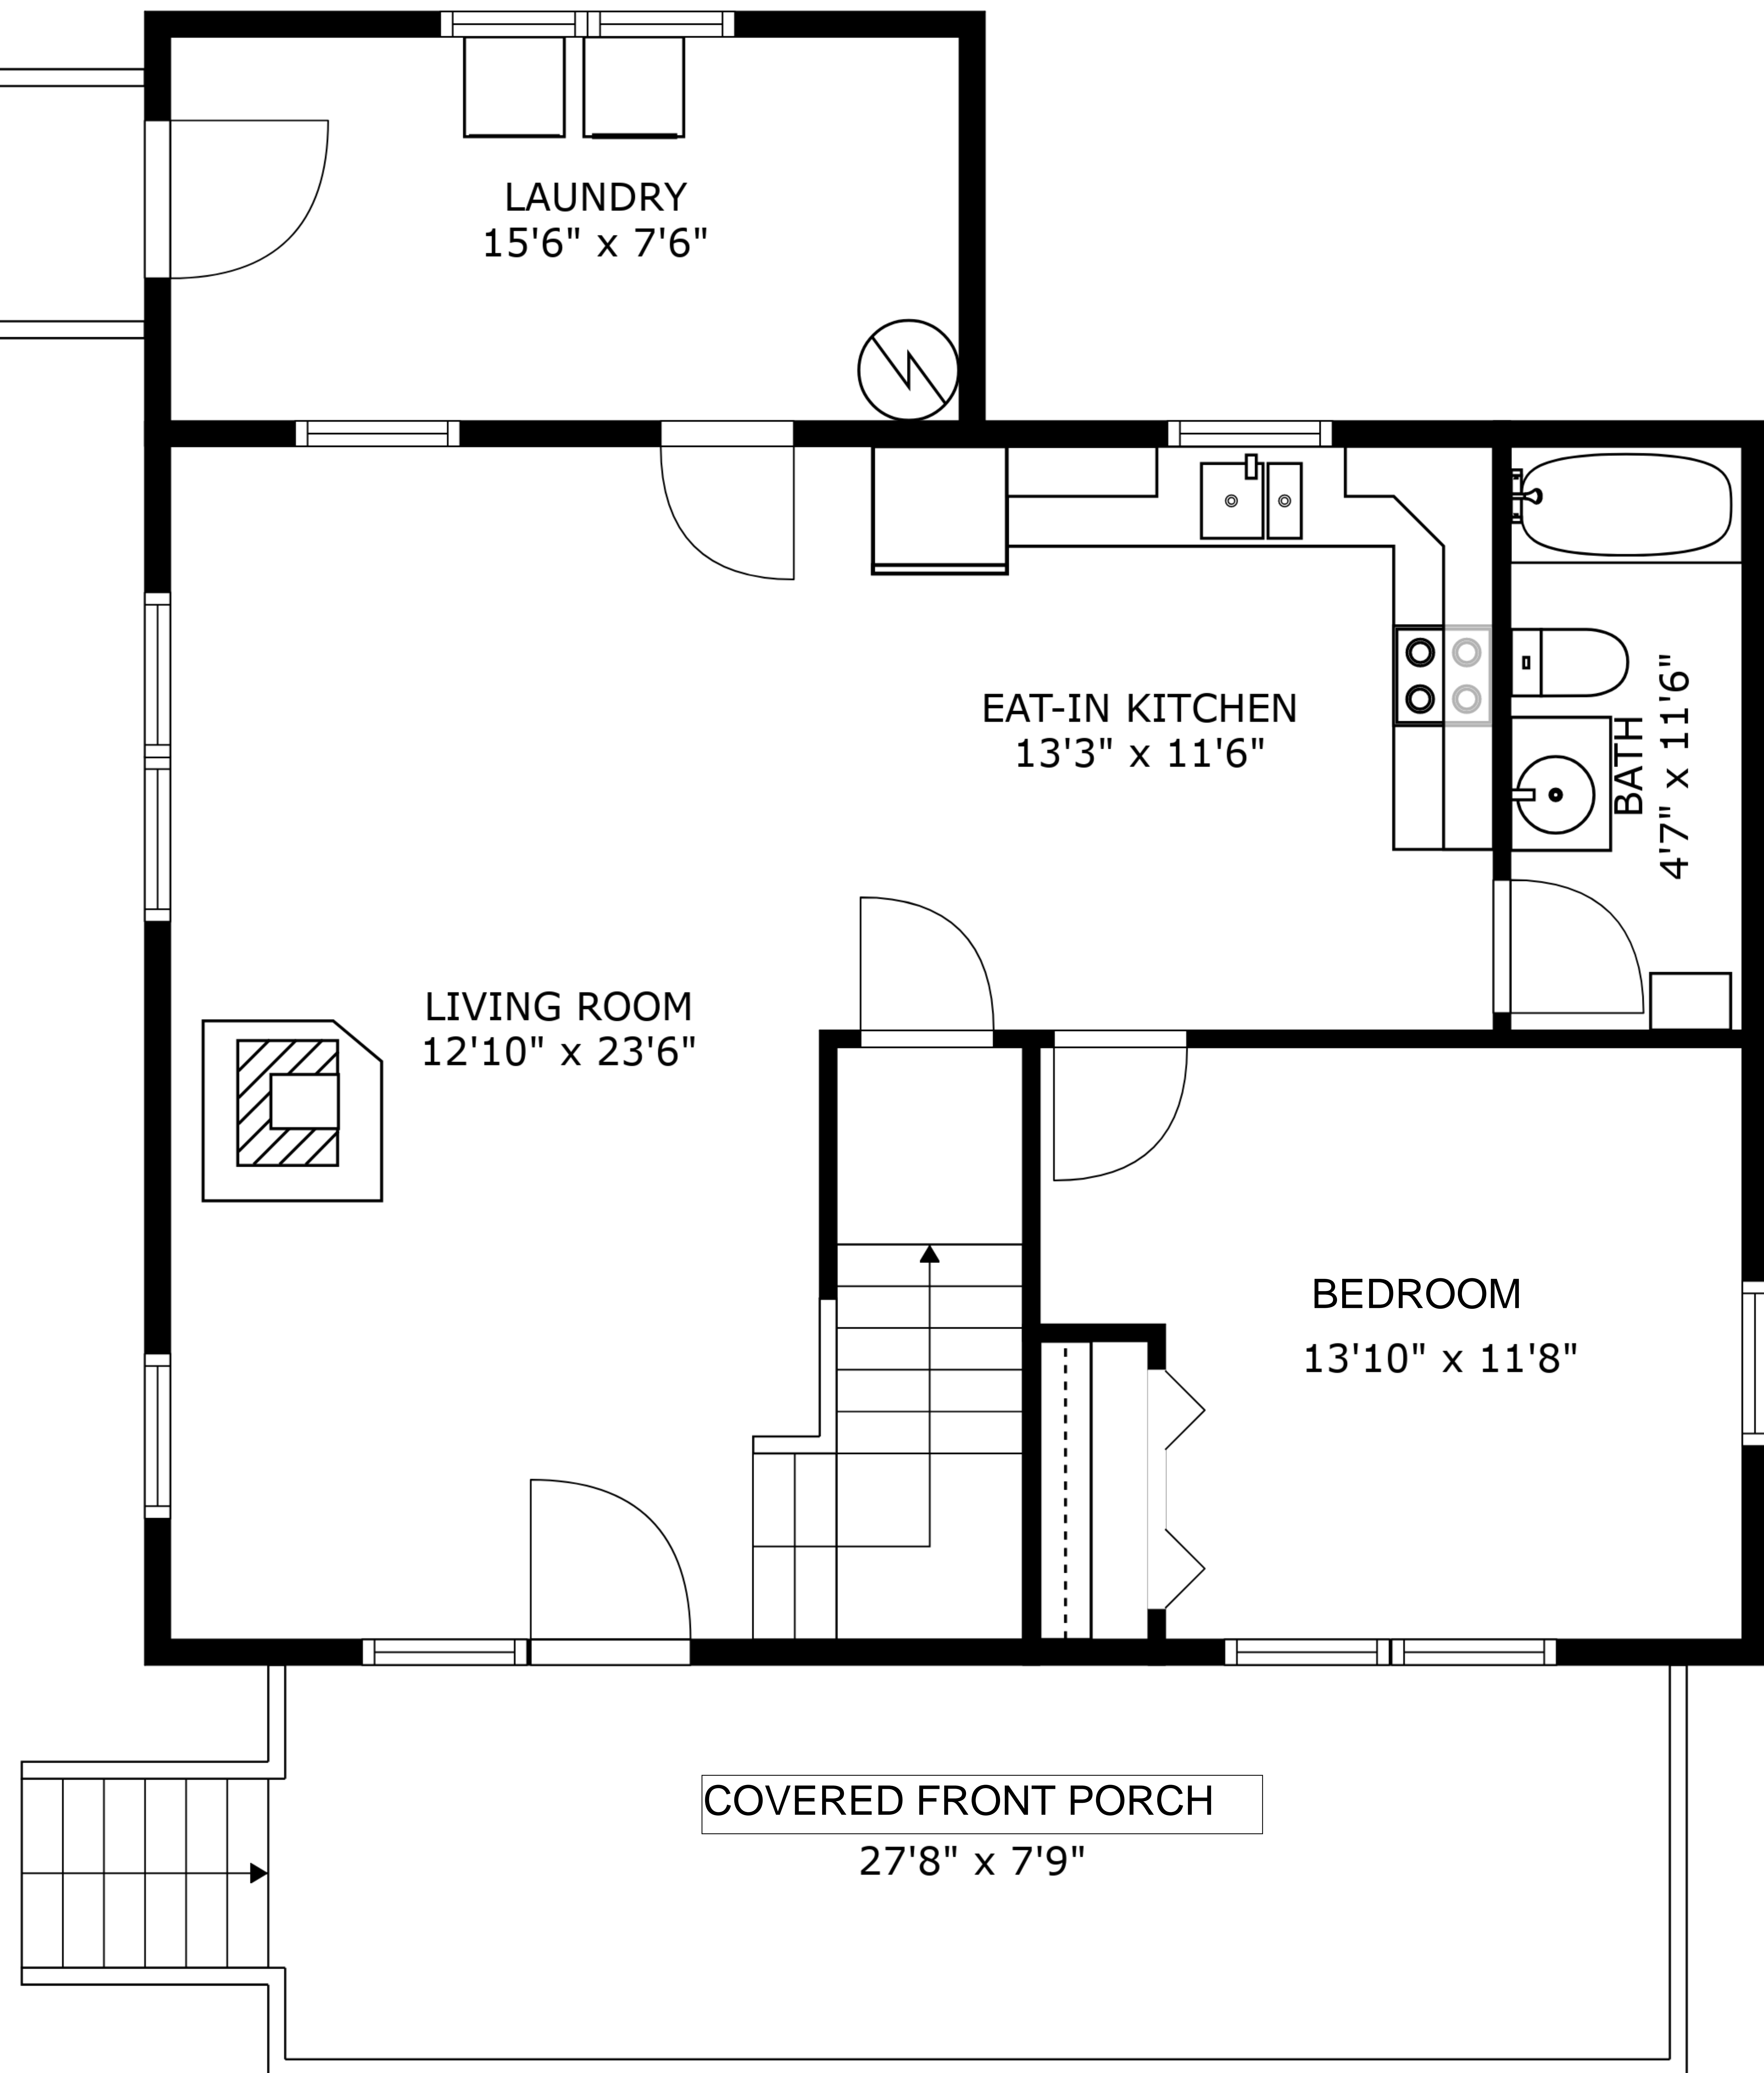 LAUNDRY
15'6" x 7'6"
EAT-IN KITCHEN
13'3" x 11'6"
BATH
4'7" x 11'6"
LIVING ROOM
12'10" x 23'6"
BEDROOM
13'10" x 11'8"
COVERED FRONT PORCH
27'8" x 7'9"